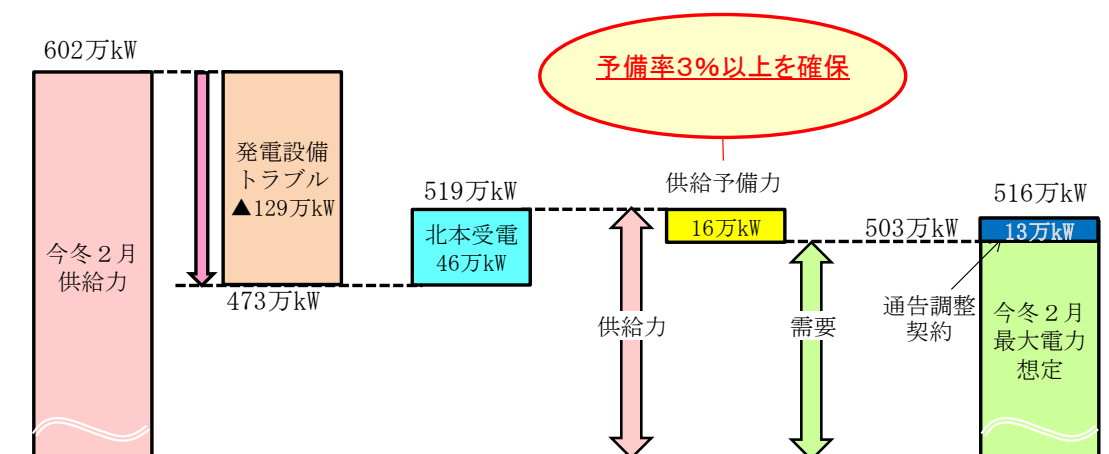 602万kW
予備率3%以上を確保
発電設備
トラブル
▲129万kW
519万kW
供給予備力
516万kW
北本受電
46万kW
16万kW
503万kW
13万kW
今冬2月
供給力
473万kW
供給力
需要
通告調整
契約
今冬2月
最大電力
想定